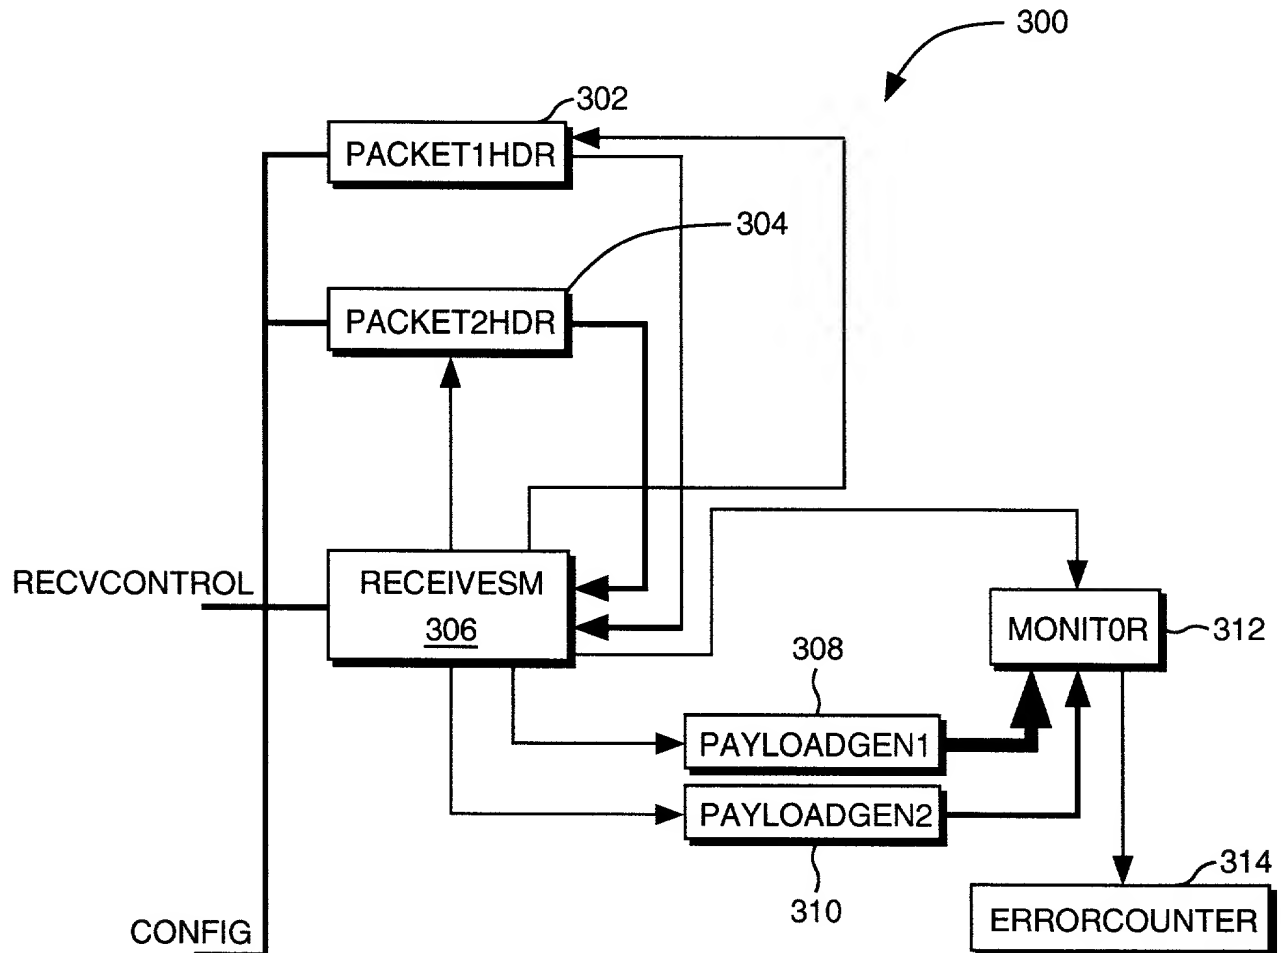 300
302
PACKET1HDR
304
PACKET2HDR
RECVCONTROL
RECEIVESM
306
MONIT0R
312
308
PAYLOADGEN1
PAYLOADGEN2
310
314
ERRORCOUNTER
CONFIG